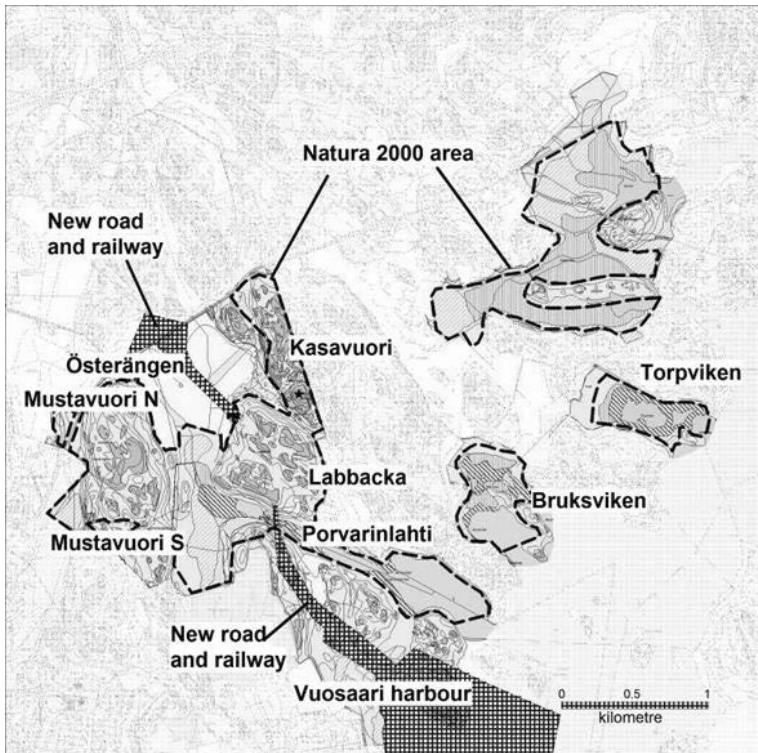 Natura 2000 area
New road
and railway
Kasavuori
Österängen
Torpviken
Mustavuori N
Labbacka
Bruksviken
Mustavuori S
Porvarinlahti
New road
and railway
Vuosaari harbour
0 0.5 1
kilometre